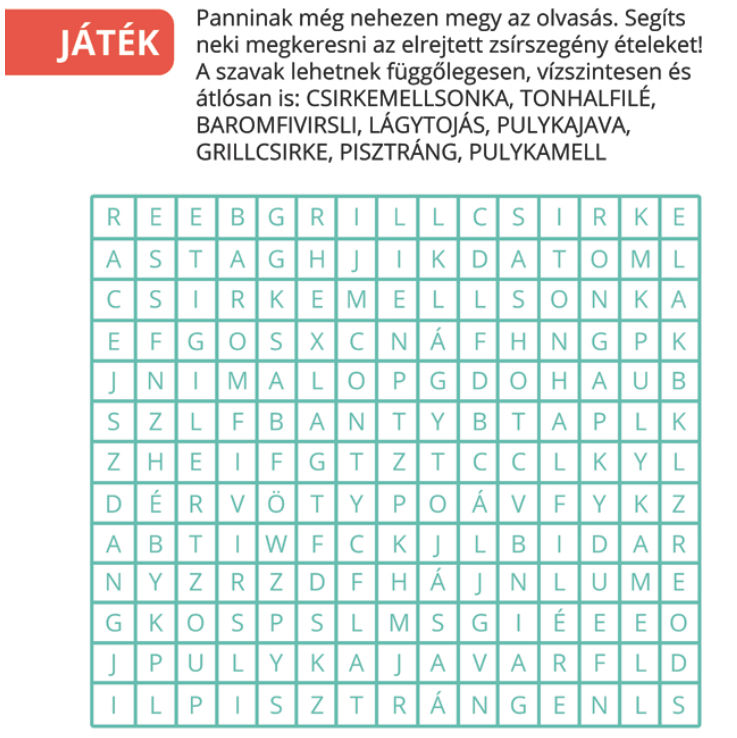 JÁTÉK
Panninak még nehezen megy az olvasás. Segíts
neki megkeresni az elrejtett zsírszegény ételeket!
A szavak lehetnek függőlegesen, vízszintesen és
átlósan is: CSIRKEMELLSONKA, TONHALFILÉ,
BAROMFIVIRSLI, LÁGYTOJÁS, PULYKAJAVA,
GRILLCSIRKE, PISZTRÁNG, PULYKAMELL
R E E B G R I L L C S I R K E
A S T A G H J I K D A T O M L
C S I R K E M E L L S O N K A
E F G O S X C N Á F H N G P K
J N I M A L O P G D O H A U B
S Z L F B A N T Y B T A P L K
Z H E I F G T Z T C C L K Y L
D É R V Ö T Y P O Á V F Y K Z
A B T I W F C K J L B I D A R
N Y Z R Z D F H Á J N L U M E
G K O S P S L M S G I É E E O
J P U L Y K A J A V A R F L D
I L P I S Z T R Á N G E N L S